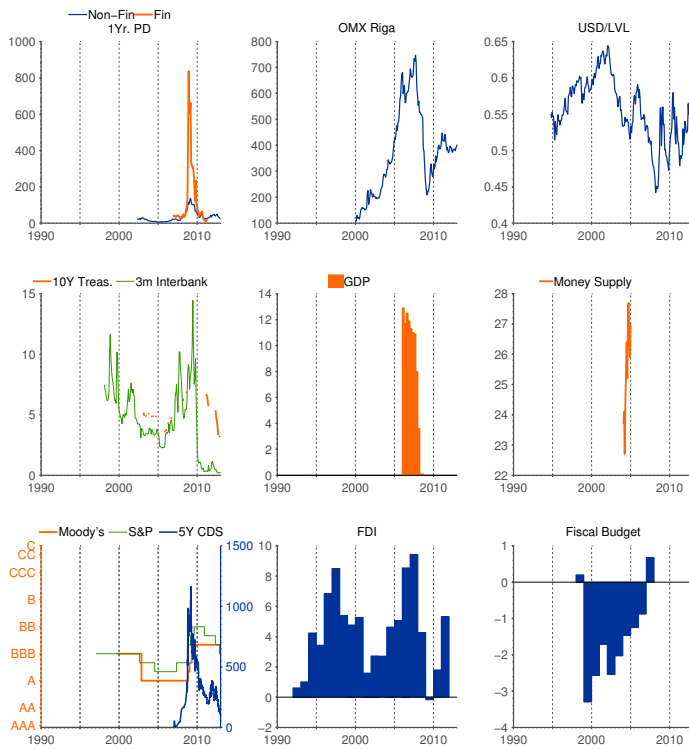 Non-Fin Fin
1Yr. PD
OMX Riga
USD/LVL
1000
800
600
400
200
0
1990 2000 2010
800
700
600
500
400
300
200
100
1990 2000 2010
0.65
0.6
0.55
0.5
0.45
0.4
1990 2000 2010
10Y Treas. 3m Interbank
GDP
Money Supply
15
10
5
0
1990 2000 2010
14
12
10
8
6
4
2
0
1990 2000 2010
28
27
26
25
24
23
22
1990 2000 2010
Moody's S&P 5Y CDS
FDI
Fiscal Budget
C
CC
CCC
B
BB
BBB
A
AA
AAA
1500
1000
500
0
1990 2000 2010
10
8
6
4
2
0
−2
1990 2000 2010
1
0
−1
−2
−3
−4
1990 2000 2010